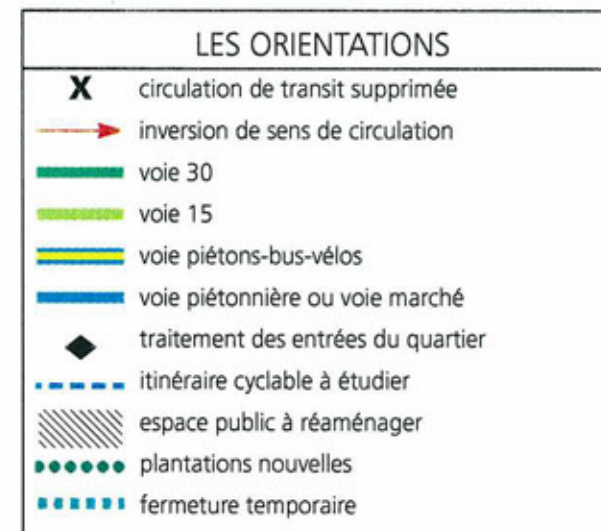 LES ORIENTATIONS
X circulation de transit supprimée
inversion de sens de circulation
voie 30
voie 15
voie piétons-bus-vélos
voie piétonnière ou voie marché
traitement des entrées du quartier
itinéraire cyclable à étudier
espace public à réaménager
plantations nouvelles
fermeture temporaire